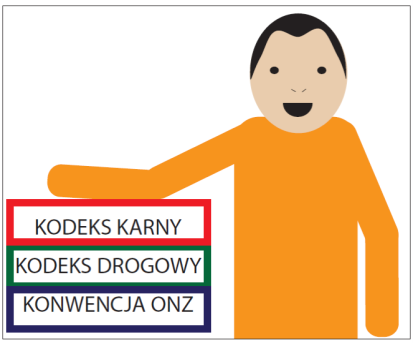 KODEKS KARNY
KODEKS DROGOWY
KONWENCJA ONZ